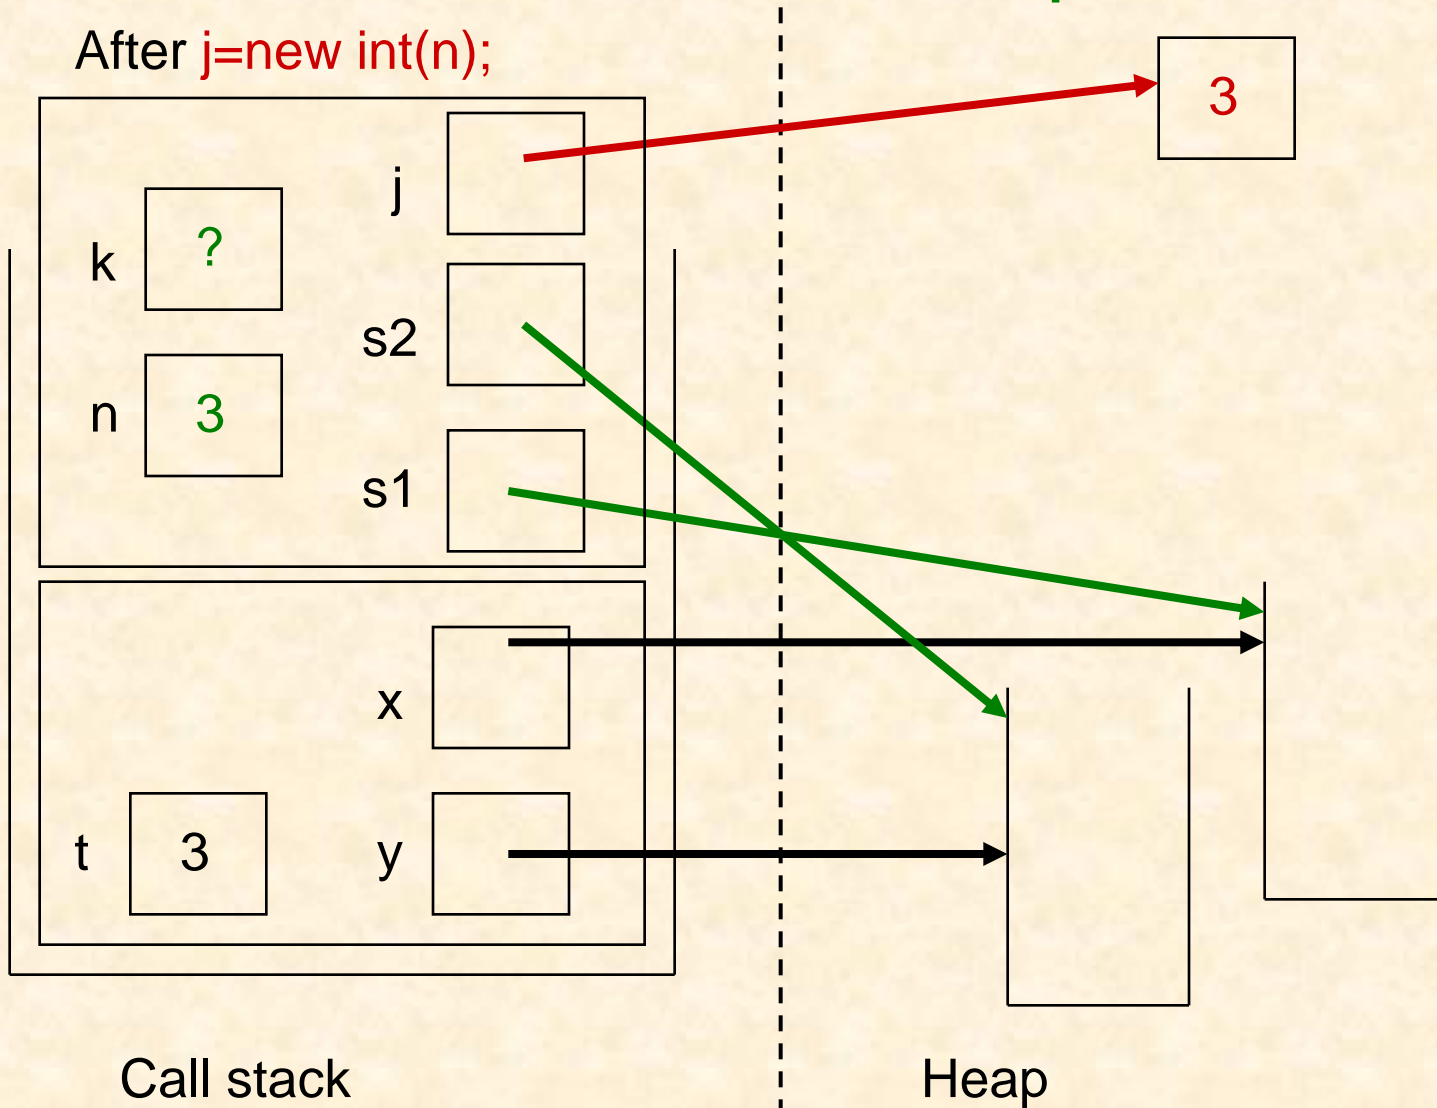 After j=new int(n);
3
j
k ?
s2
n 3
s1
x
t 3 y
Call stack Heap